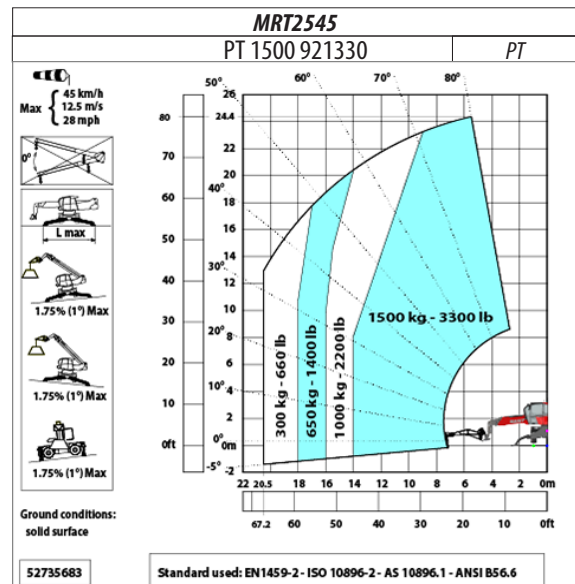 MRT2545
PT 1500 921330
PT
Max
45 km/h
12.5 m/s
28 mph
0°
L max
1.75% (1°) Max
1.75% (1°) Max
1.75% (1°) Max
Ground conditions:
solid surface
50° 60° 70° 80°
40°
30°
20°
10°
0°
-5°
80
70
60
50
40
30
20
10
0ft
26
24.4
22
20
18
16
14
12
10
8
6
4
2
0m
-2
300 kg - 660 lb
650 kg - 1400 lb
1000 kg - 2200 lb
1500 kg - 3300 lb
22 20.5 18 16 14 12 10 8 6 4 2 0m
67.2 60 50 40 30 20 10 0ft
52735683
Standard used: EN1459-2 - ISO 10896-2 - AS 10896.1 - ANSI B56.6